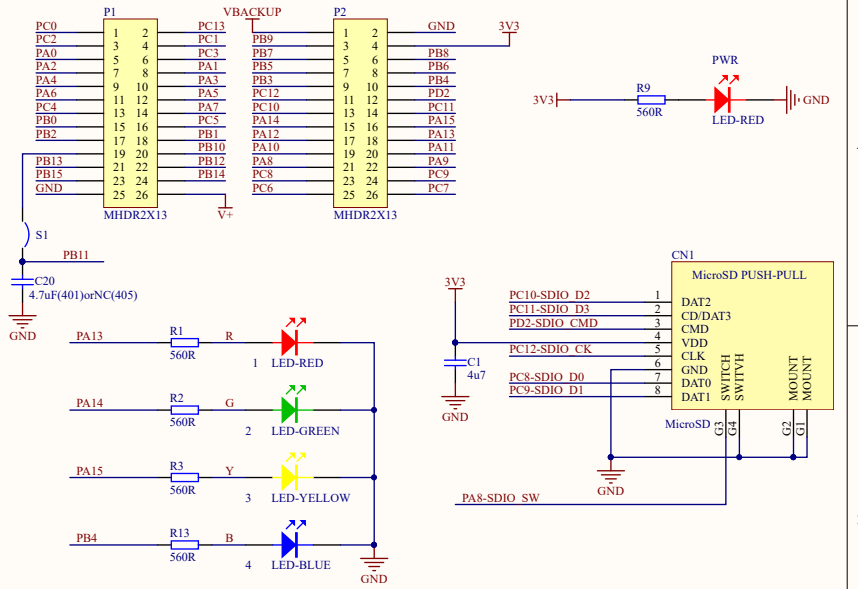 P1
PC0 1 2 PC13
PC2 3 4 PC1
PA0 5 6 PC3
PA2 7 8 PA1
PA4 9 10 PA3
PA6 11 12 PA5
PC4 13 14 PA7
PB0 15 16 PC5
PB2 17 18 PB1
19 20 PB10
PB13 21 22 PB12
PB15 23 24 PB14
GND 25 26
MHDR2X13
V+
VBACKUP
P2
1 2 GND
PB9 3 4 3V3
PB7 5 6 PB8
PB5 7 8 PB6
PB3 9 10 PB4
PC12 11 12 PD2
PC10 13 14 PC11
PA14 15 16 PA15
PA12 17 18 PA13
PA10 19 20 PA11
PA8 21 22 PA9
PC8 23 24 PC9
PC6 25 26 PC7
MHDR2X13
PWR
3V3
R9
560R
LED-RED
GND
S1
PB11
C20
4.7uF(401)orNC(405)
GND
PA13
R1
560R
R
1 LED-RED
PA14
R2
560R
G
2 LED-GREEN
PA15
R3
560R
Y
3 LED-YELLOW
PB4
R13
560R
B
4 LED-BLUE
GND
3V3
C1
4u7
GND
CN1
MicroSD PUSH-PULL
PC10-SDIO_D2 1 DAT2
PC11-SDIO_D3 2 CD/DAT3
PD2-SDIO_CMD 3 CMD
4 VDD
PC12-SDIO_CK 5 CLK
6 GND
PC8-SDIO_D0 7 DAT0
PC9-SDIO_D1 8 DAT1
SWITCH
SWITVH
MOUNT
MOUNT
MicroSD
G3
G4
G2
G1
GND
PA8-SDIO_SW